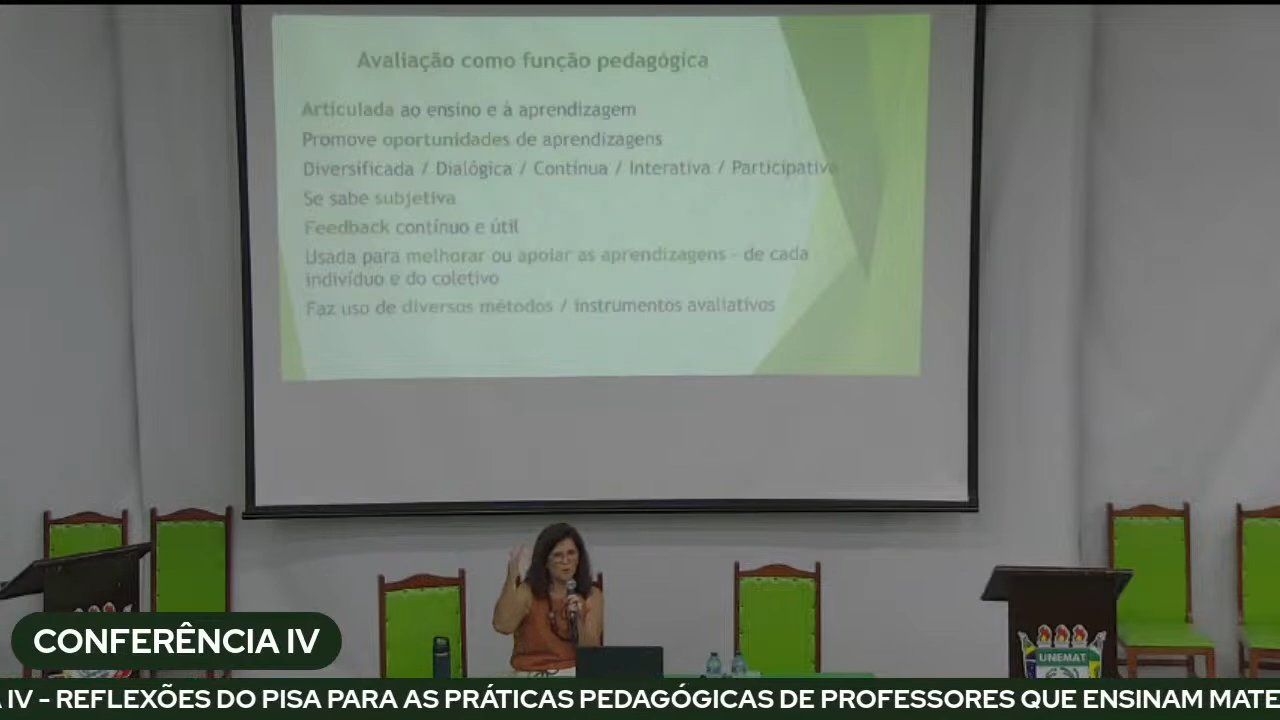 Avaliação como função pedagógica
Articulada ao ensino e à aprendizagem
Promove oportunidades de aprendizagens
Diversificada / Dialógica / Contínua / Interativa / Participativa
Se sabe subjetiva
Feedback contínuo e útil
Usada para melhorar ou apoiar as aprendizagens - de cada
indivíduo e do coletivo
Faz uso de diversos métodos / instrumentos avaliativos
UNEMAT
CONFERÊNCIA IV
A IV - REFLEXÕES DO PISA PARA AS PRÁTICAS PEDAGÓGICAS DE PROFESSORES QUE ENSINAM MATE